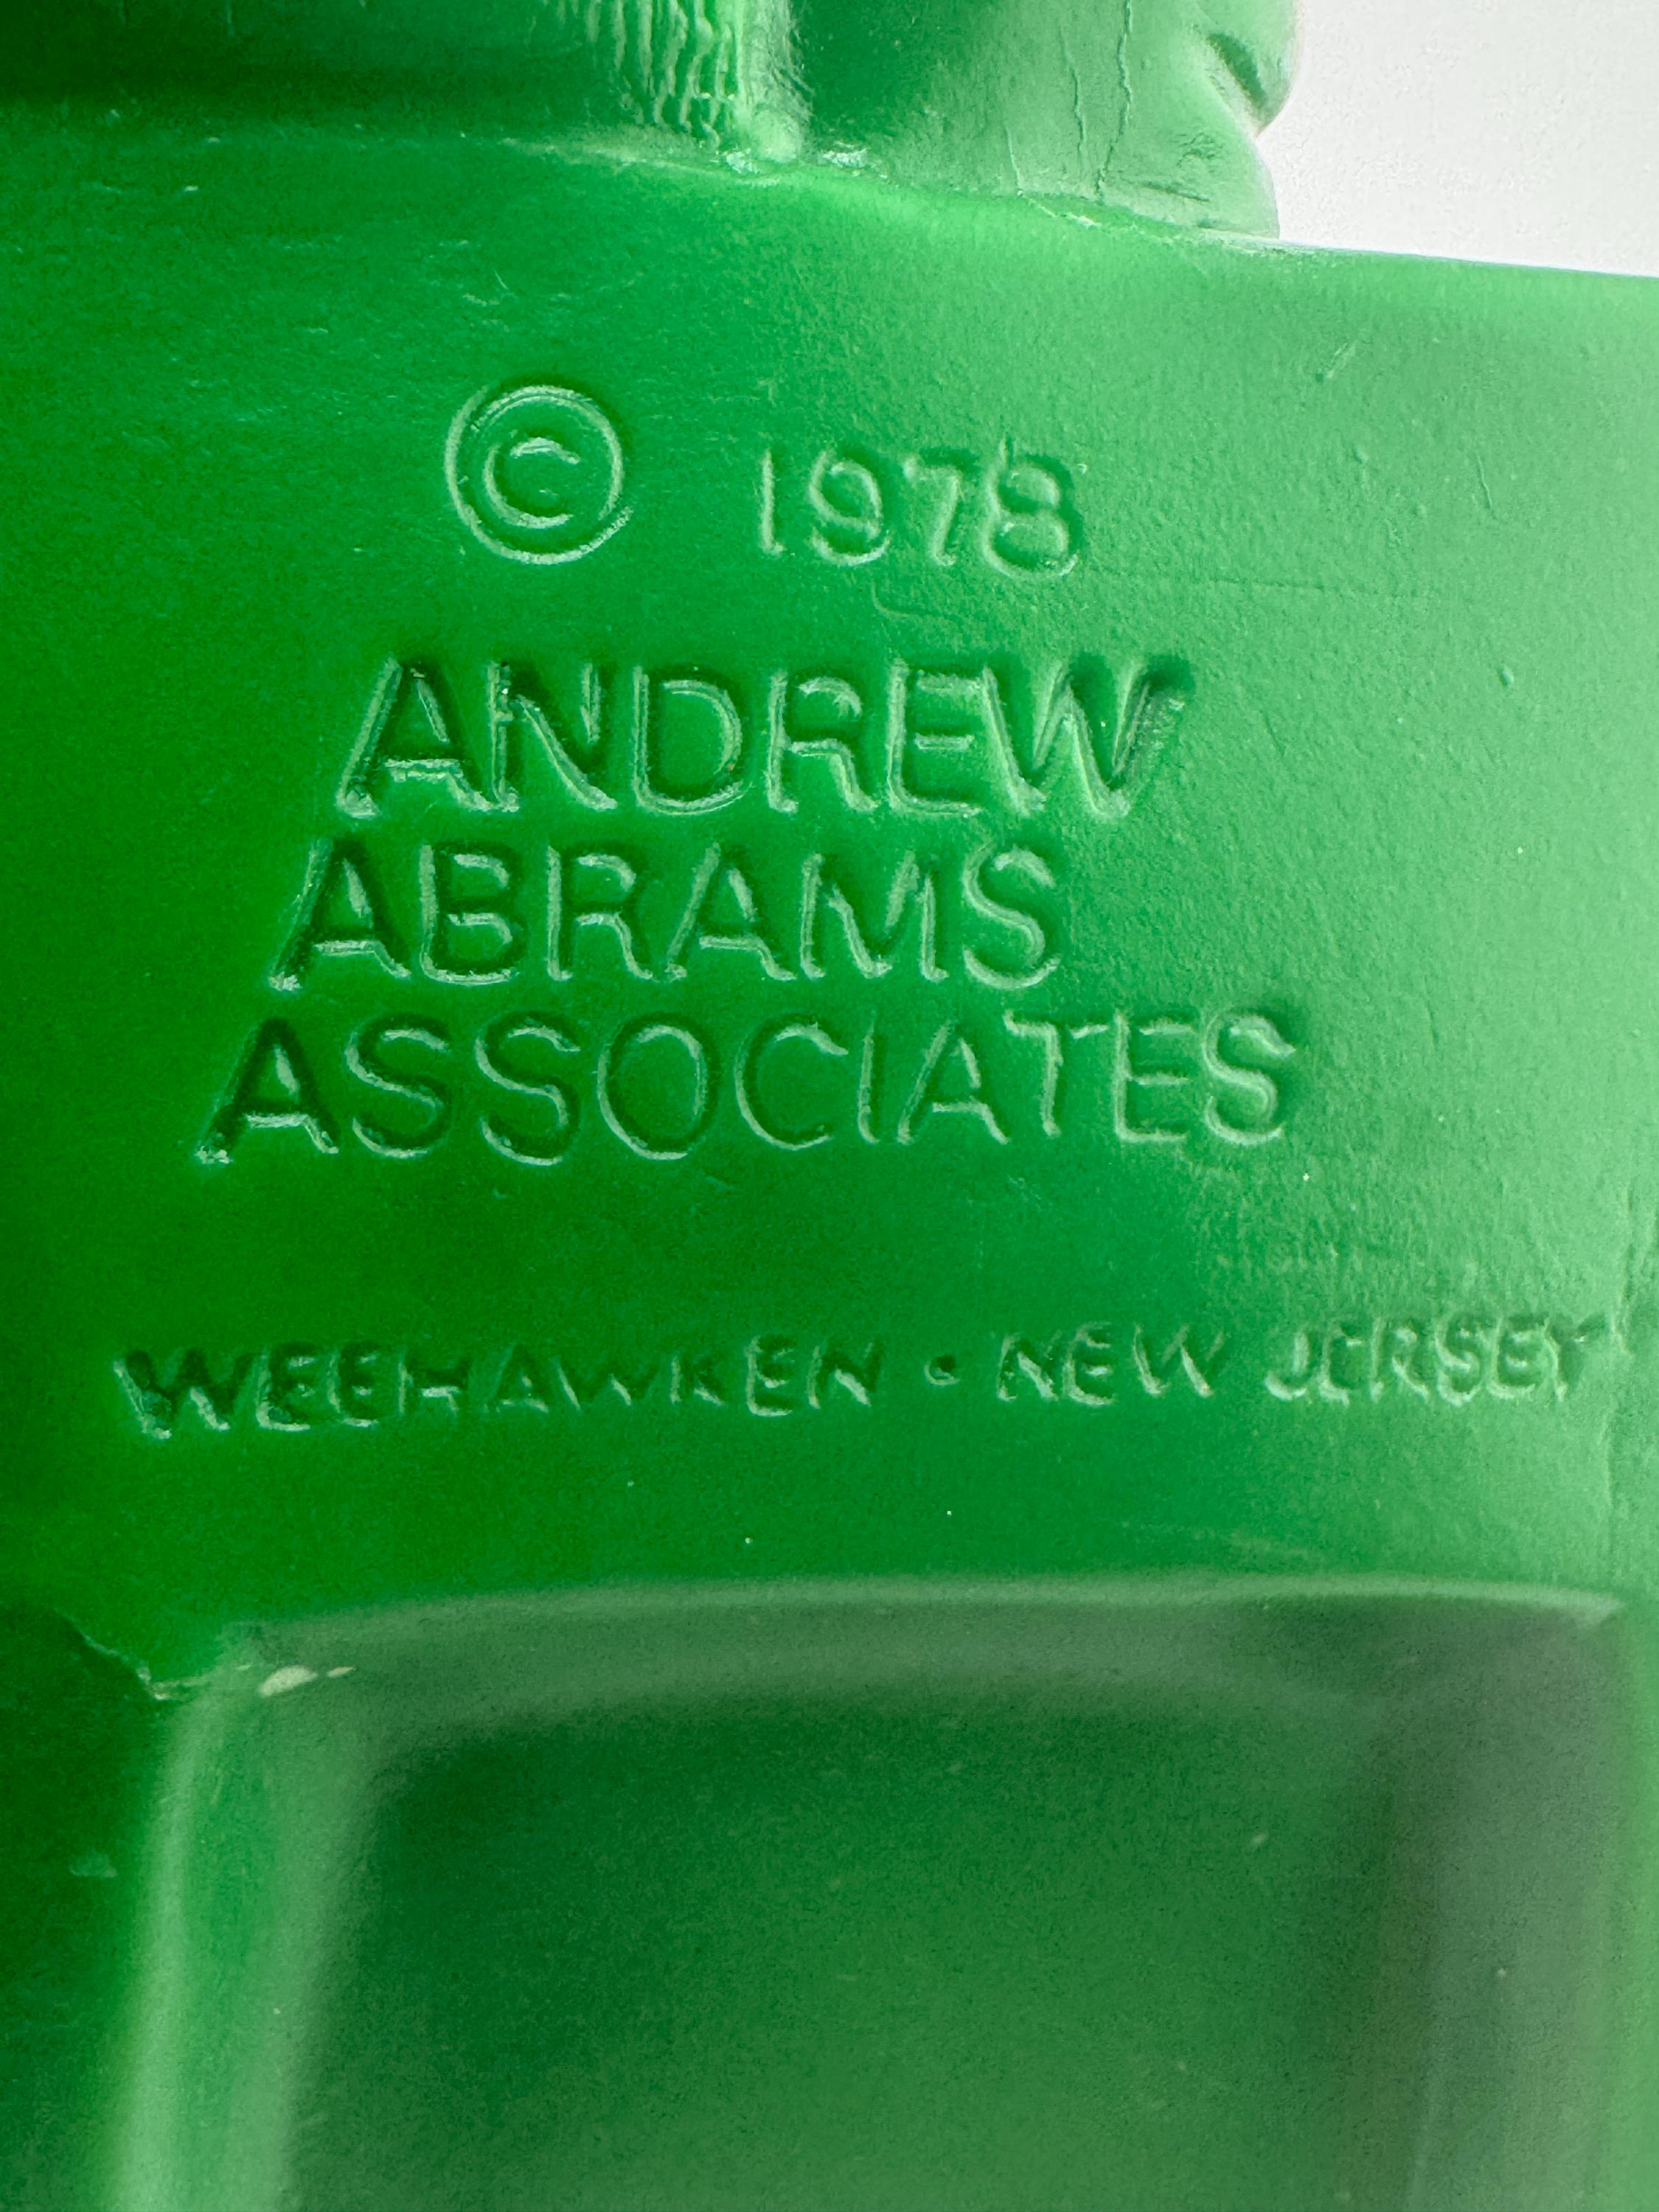 © 1978
ANDREW
ABRAMS
ASSOCIATES
WEEHAWKEN • NEW JERSEY